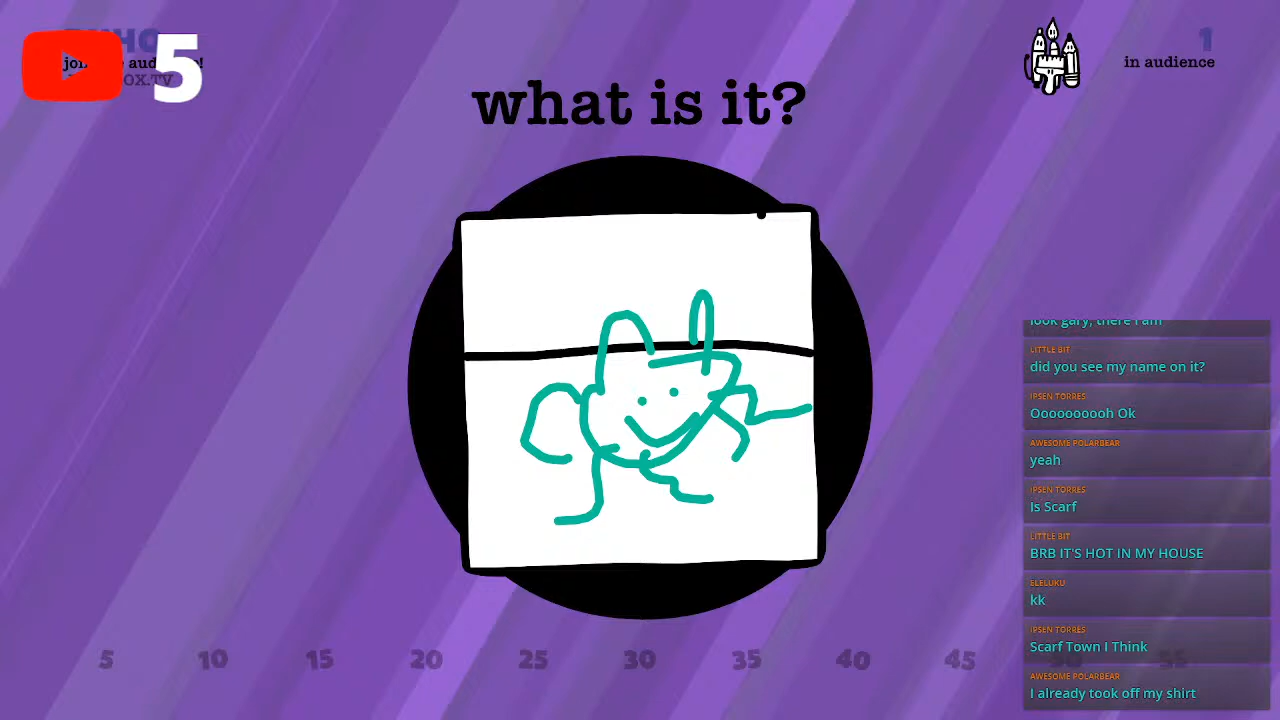 5
1
in audience
what is it?
look gary, there I am
LITTLE BIT
did you see my name on it?
IPSEN TORRES
Oooooooooh Ok
AWESOME POLARBEAR
yeah
IPSEN TORRES
Is Scarf
LITTLE BIT
BRB IT'S HOT IN MY HOUSE
ELELUKU
kk
IPSEN TORRES
Scarf Town I Think
AWESOME POLARBEAR
I already took off my shirt
5 10 15 20 25 30 35 40 45 50 55